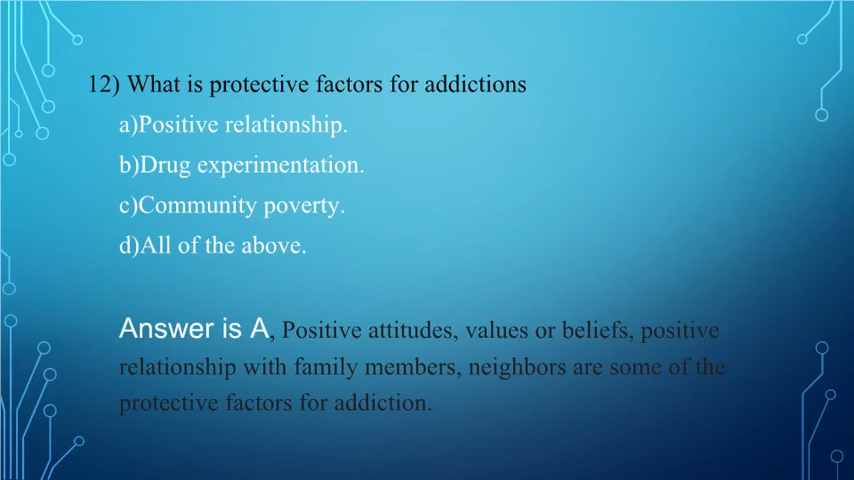 12) What is protective factors for addictions
a)Positive relationship.
b)Drug experimentation.
c)Community poverty.
d)All of the above.
Answer is A, Positive attitudes, values or beliefs, positive
relationship with family members, neighbors are some of the
protective factors for addiction.